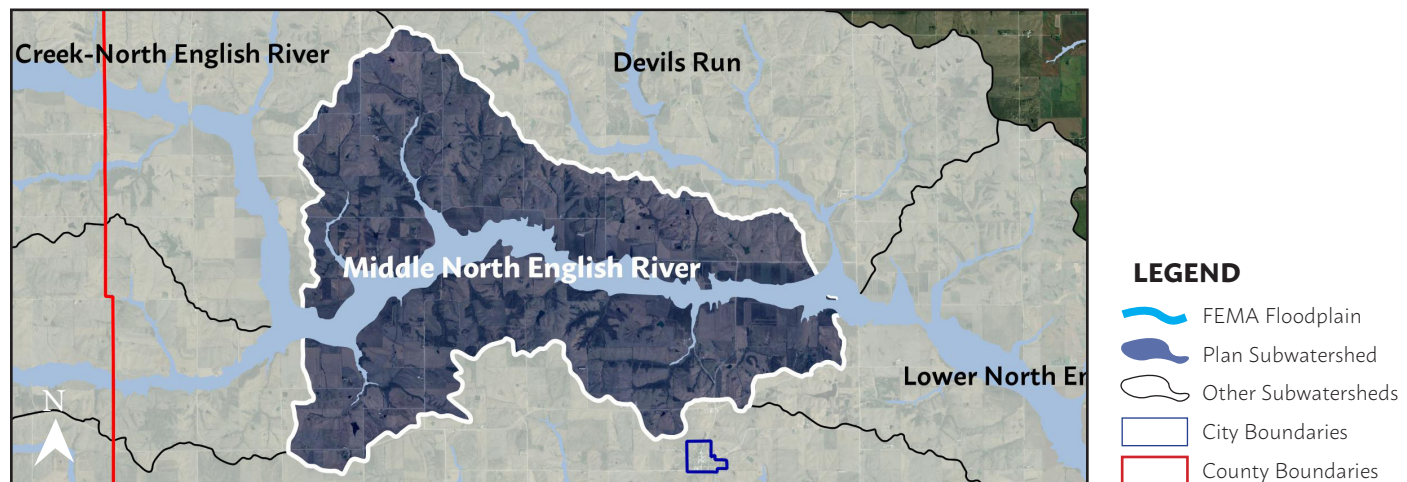 Creek-North English River
Devils Run
Middle North English River
Lower North En
N
LEGEND
FEMA Floodplain
Plan Subwatershed
Other Subwatersheds
City Boundaries
County Boundaries